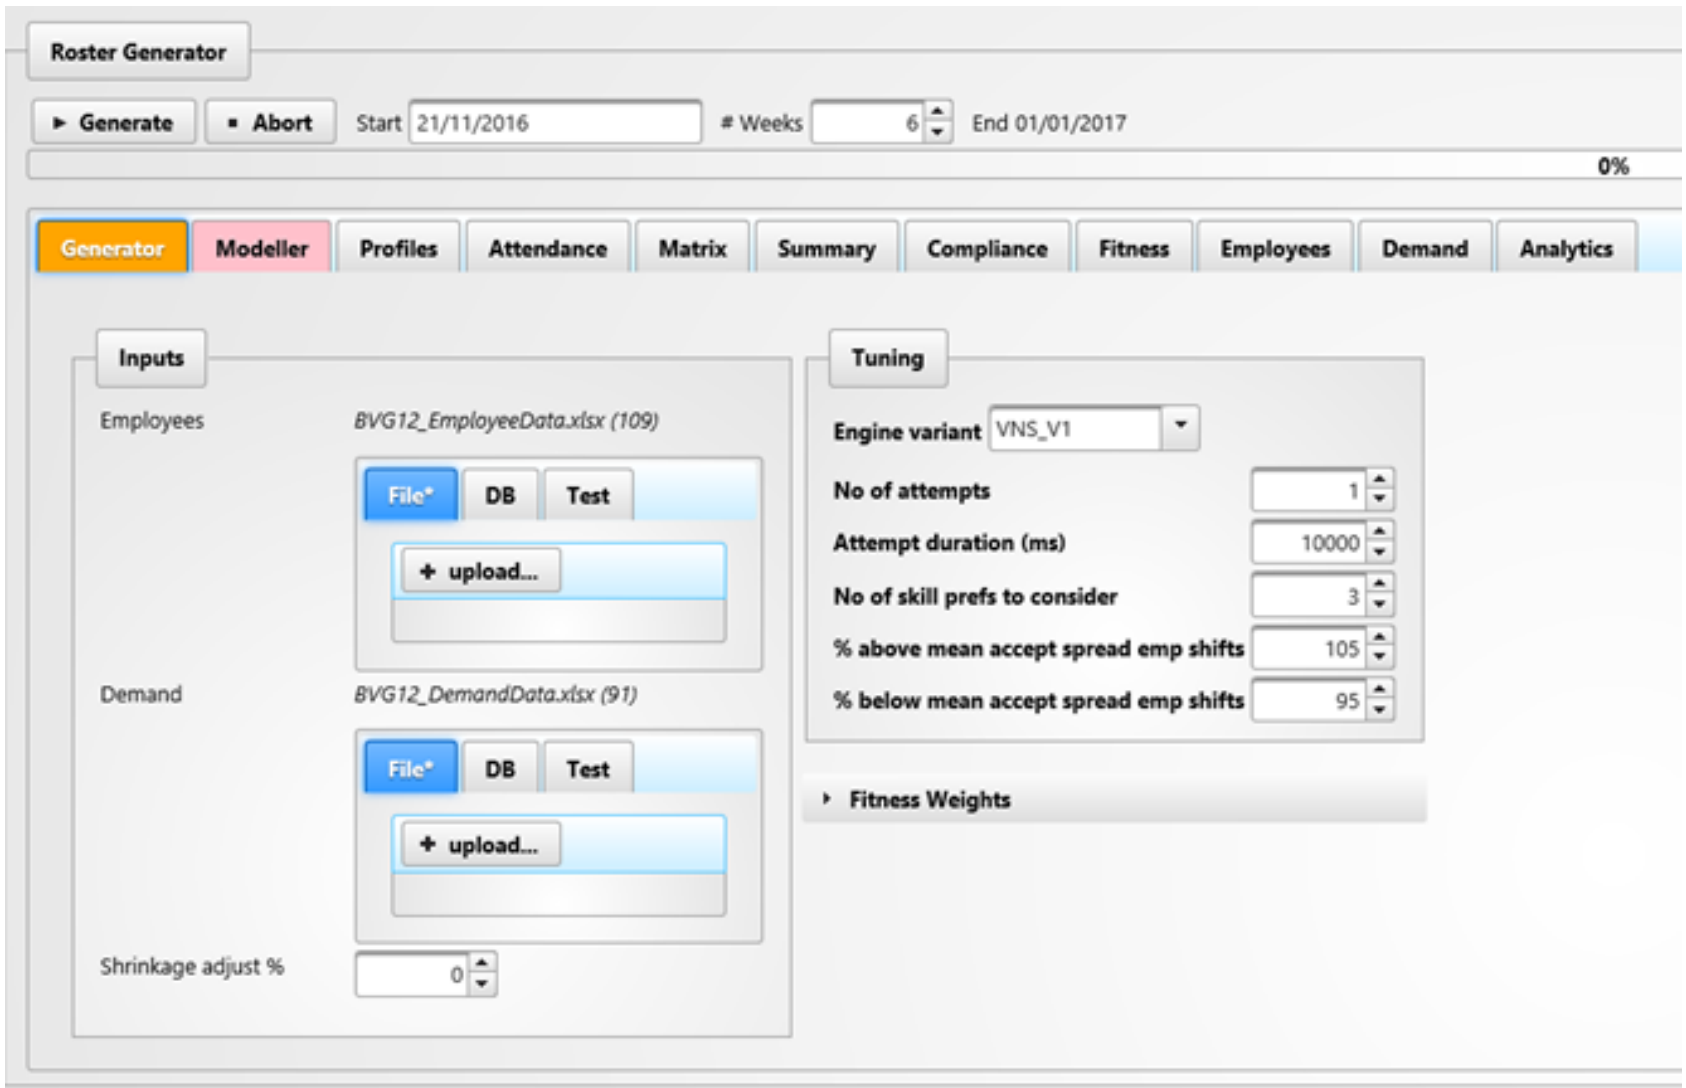 Roster Generator
Generate Abort Start 21/11/2016 # Weeks 6 End 01/01/2017
0%
Generator Modeller Profiles Attendance Matrix Summary Compliance Fitness Employees Demand Analytics
Inputs
Employees BVG12_EmployeeData.xlsx (109)
File* DB Test
+ upload...
Demand BVG12_DemandData.xlsx (91)
File* DB Test
+ upload...
Shrinkage adjust % 0
Tuning
Engine variant VNS_V1
No of attempts 1
Attempt duration (ms) 10000
No of skill prefs to consider 3
% above mean accept spread emp shifts 105
% below mean accept spread emp shifts 95
Fitness Weights